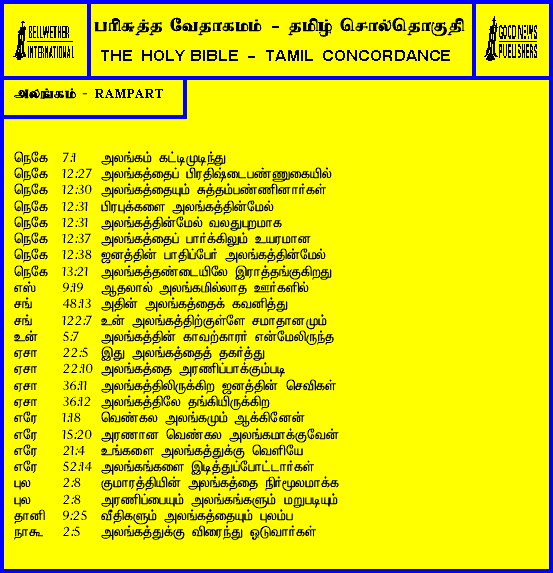 BELLWETHER
INTERNATIONAL
பரிசுத்த வேதாகமம் - தமிழ் சொல்தொகுதி
THE HOLY BIBLE - TAMIL CONCORDANCE
GOOD NEWS
PUBLISHERS
அலங்கம் - RAMPART
நெகே 7:1 அலங்கம் கட்டிமுடிந்து
நெகே 12:27 அலங்கத்தைப் பிரதிஷ்டைபண்ணுகையில்
நெகே 12:30 அலங்கத்தையும் சுத்தம்பண்ணினார்கள்
நெகே 12:31 பிரபுக்களை அலங்கத்தின்மேல்
நெகே 12:31 அலங்கத்தின்மேல் வலதுபுறமாக
நெகே 12:37 அலங்கத்தைப் பார்க்கிலும் உயரமான
நெகே 12:38 ஜனத்தின் பாதிப்பேர் அலங்கத்தின்மேல்
நெகே 13:21 அலங்கத்தண்டையிலே இராத்தங்குகிறது
எஸ் 9:19 ஆதலால் அலங்கமில்லாத ஊர்களில்
சங் 48:13 அதின் அலங்கத்தைக் கவனித்து
சங் 122:7 உன் அலங்கத்திற்குள்ளே சமாதானமும்
உன் 5:7 அலங்கத்தின் காவற்காரர் என்மேலிருந்த
ஏசா 22:5 இது அலங்கத்தைத் தகர்த்து
ஏசா 22:10 அலங்கத்தை அரணிப்பாக்கும்படி
ஏசா 36:11 அலங்கத்திலிருக்கிற ஜனத்தின் செவிகள்
ஏசா 36:12 அலங்கத்திலே தங்கியிருக்கிற
எரே 1:18 வெண்கல அலங்கமும் ஆக்கினேன்
எரே 15:20 அரணான வெண்கல அலங்கமாக்குவேன்
எரே 21:4 உங்களை அலங்கத்துக்கு வெளியே
எரே 52:14 அலங்கங்களை இடித்துப்போட்டார்கள்
புல 2:8 குமாரத்தியின் அலங்கத்தை நிர்மூலமாக்க
புல 2:8 அரணிப்பையும் அலங்கங்களும் மறுபடியும்
தானி 9:25 வீதிகளும் அலங்கத்தையும் புலம்ப
நாகூ 2:5 அலங்கத்துக்கு விரைந்து ஓடுவார்கள்